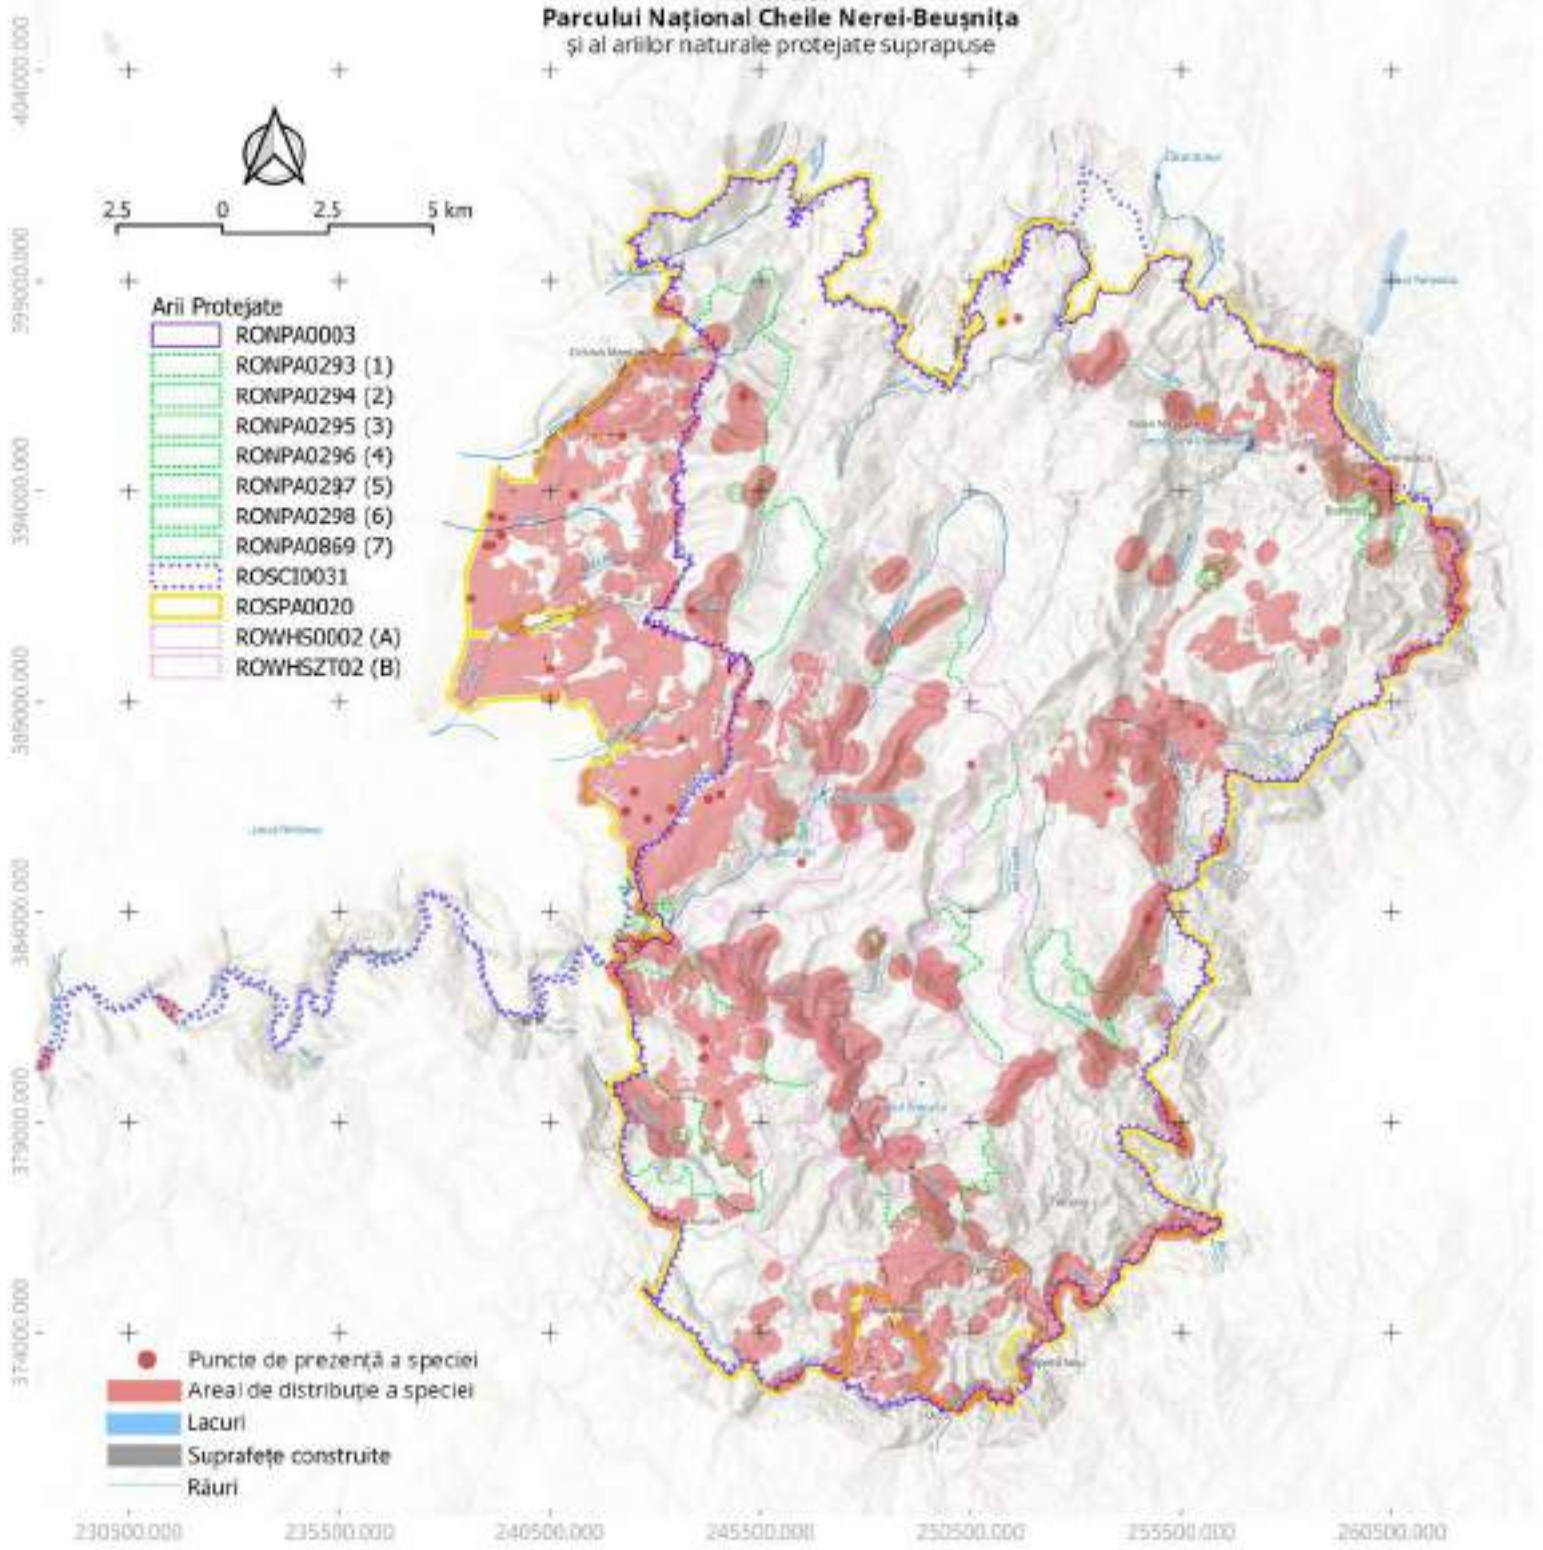 Parcului Național Cheile Nerei-Beușnița
și al ariilor naturale protejate suprapuse
404000.000
2.5 0 2.5 5 km
399000.000
Arii Protejate
RONPA0003
RONPA0293 (1)
RONPA0294 (2)
RONPA0295 (3)
RONPA0296 (4)
RONPA0297 (5)
RONPA0298 (6)
RONPA0869 (7)
ROSCI0031
ROSPA0020
ROWHS0002 (A)
ROWHSZT02 (B)
394000.000
389000.000
384000.000
379000.000
374000.000
Puncte de prezență a speciei
Areal de distribuție a speciei
Lacuri
Suprafețe construite
Râuri
230500.000 235500.000 240500.000 245500.000 250500.000 255500.000 260500.000